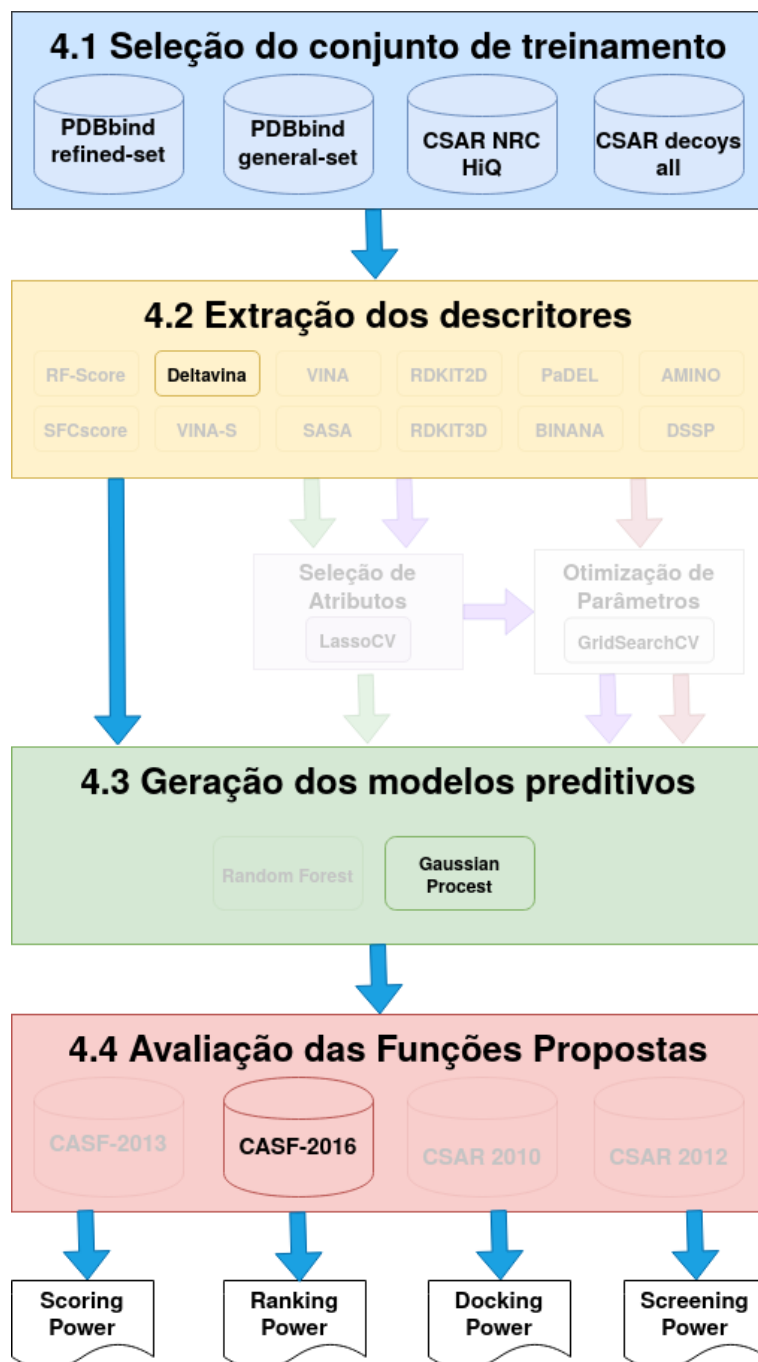 4.1 Seleção do conjunto de treinamento
PDBbind
refined-set
PDBbind
general-set
CSAR NRC
HiQ
CSAR decoys
all
4.2 Extração dos descritores
RF-Score
Deltavina
VINA
RDKIT2D
PaDEL
AMINO
SFCscore
VINA-S
SASA
RDKIT3D
BINANA
DSSP
Seleção de
Atributos
LassoCV
Otimização de
Parâmetros
GridSearchCV
4.3 Geração dos modelos preditivos
Random Forest
Gaussian
Procest
4.4 Avaliação das Funções Propostas
CASF-2013
CASF-2016
CSAR 2010
CSAR 2012
Scoring
Power
Ranking
Power
Docking
Power
Screening
Power